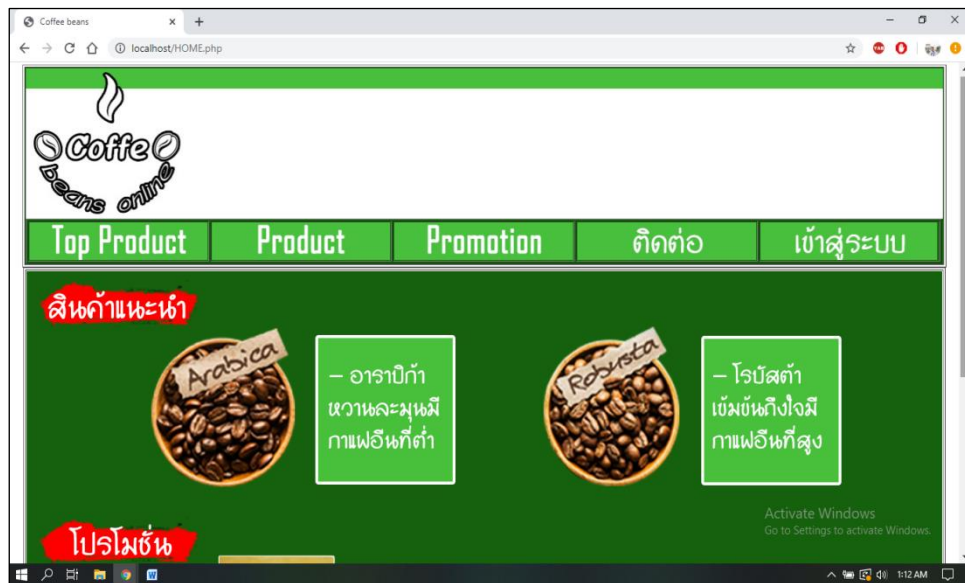 Coffee beans
localhost/HOME.php
Coffe
beans online
Top Product
Product
Promotion
ติดต่อ
เข้าสู่ระบบ
สินค้าแนะนำ
Arabica
– อาราบิก้า
หวานละมุนมี
กาแฟอีนที่ต่ำ
Robusta
– โรบัสต้า
เข้มข้นถึงใจมี
กาแฟอีนที่สูง
โปรโมชั่น
Activate Windows
Go to Settings to activate Windows.
1:12 AM